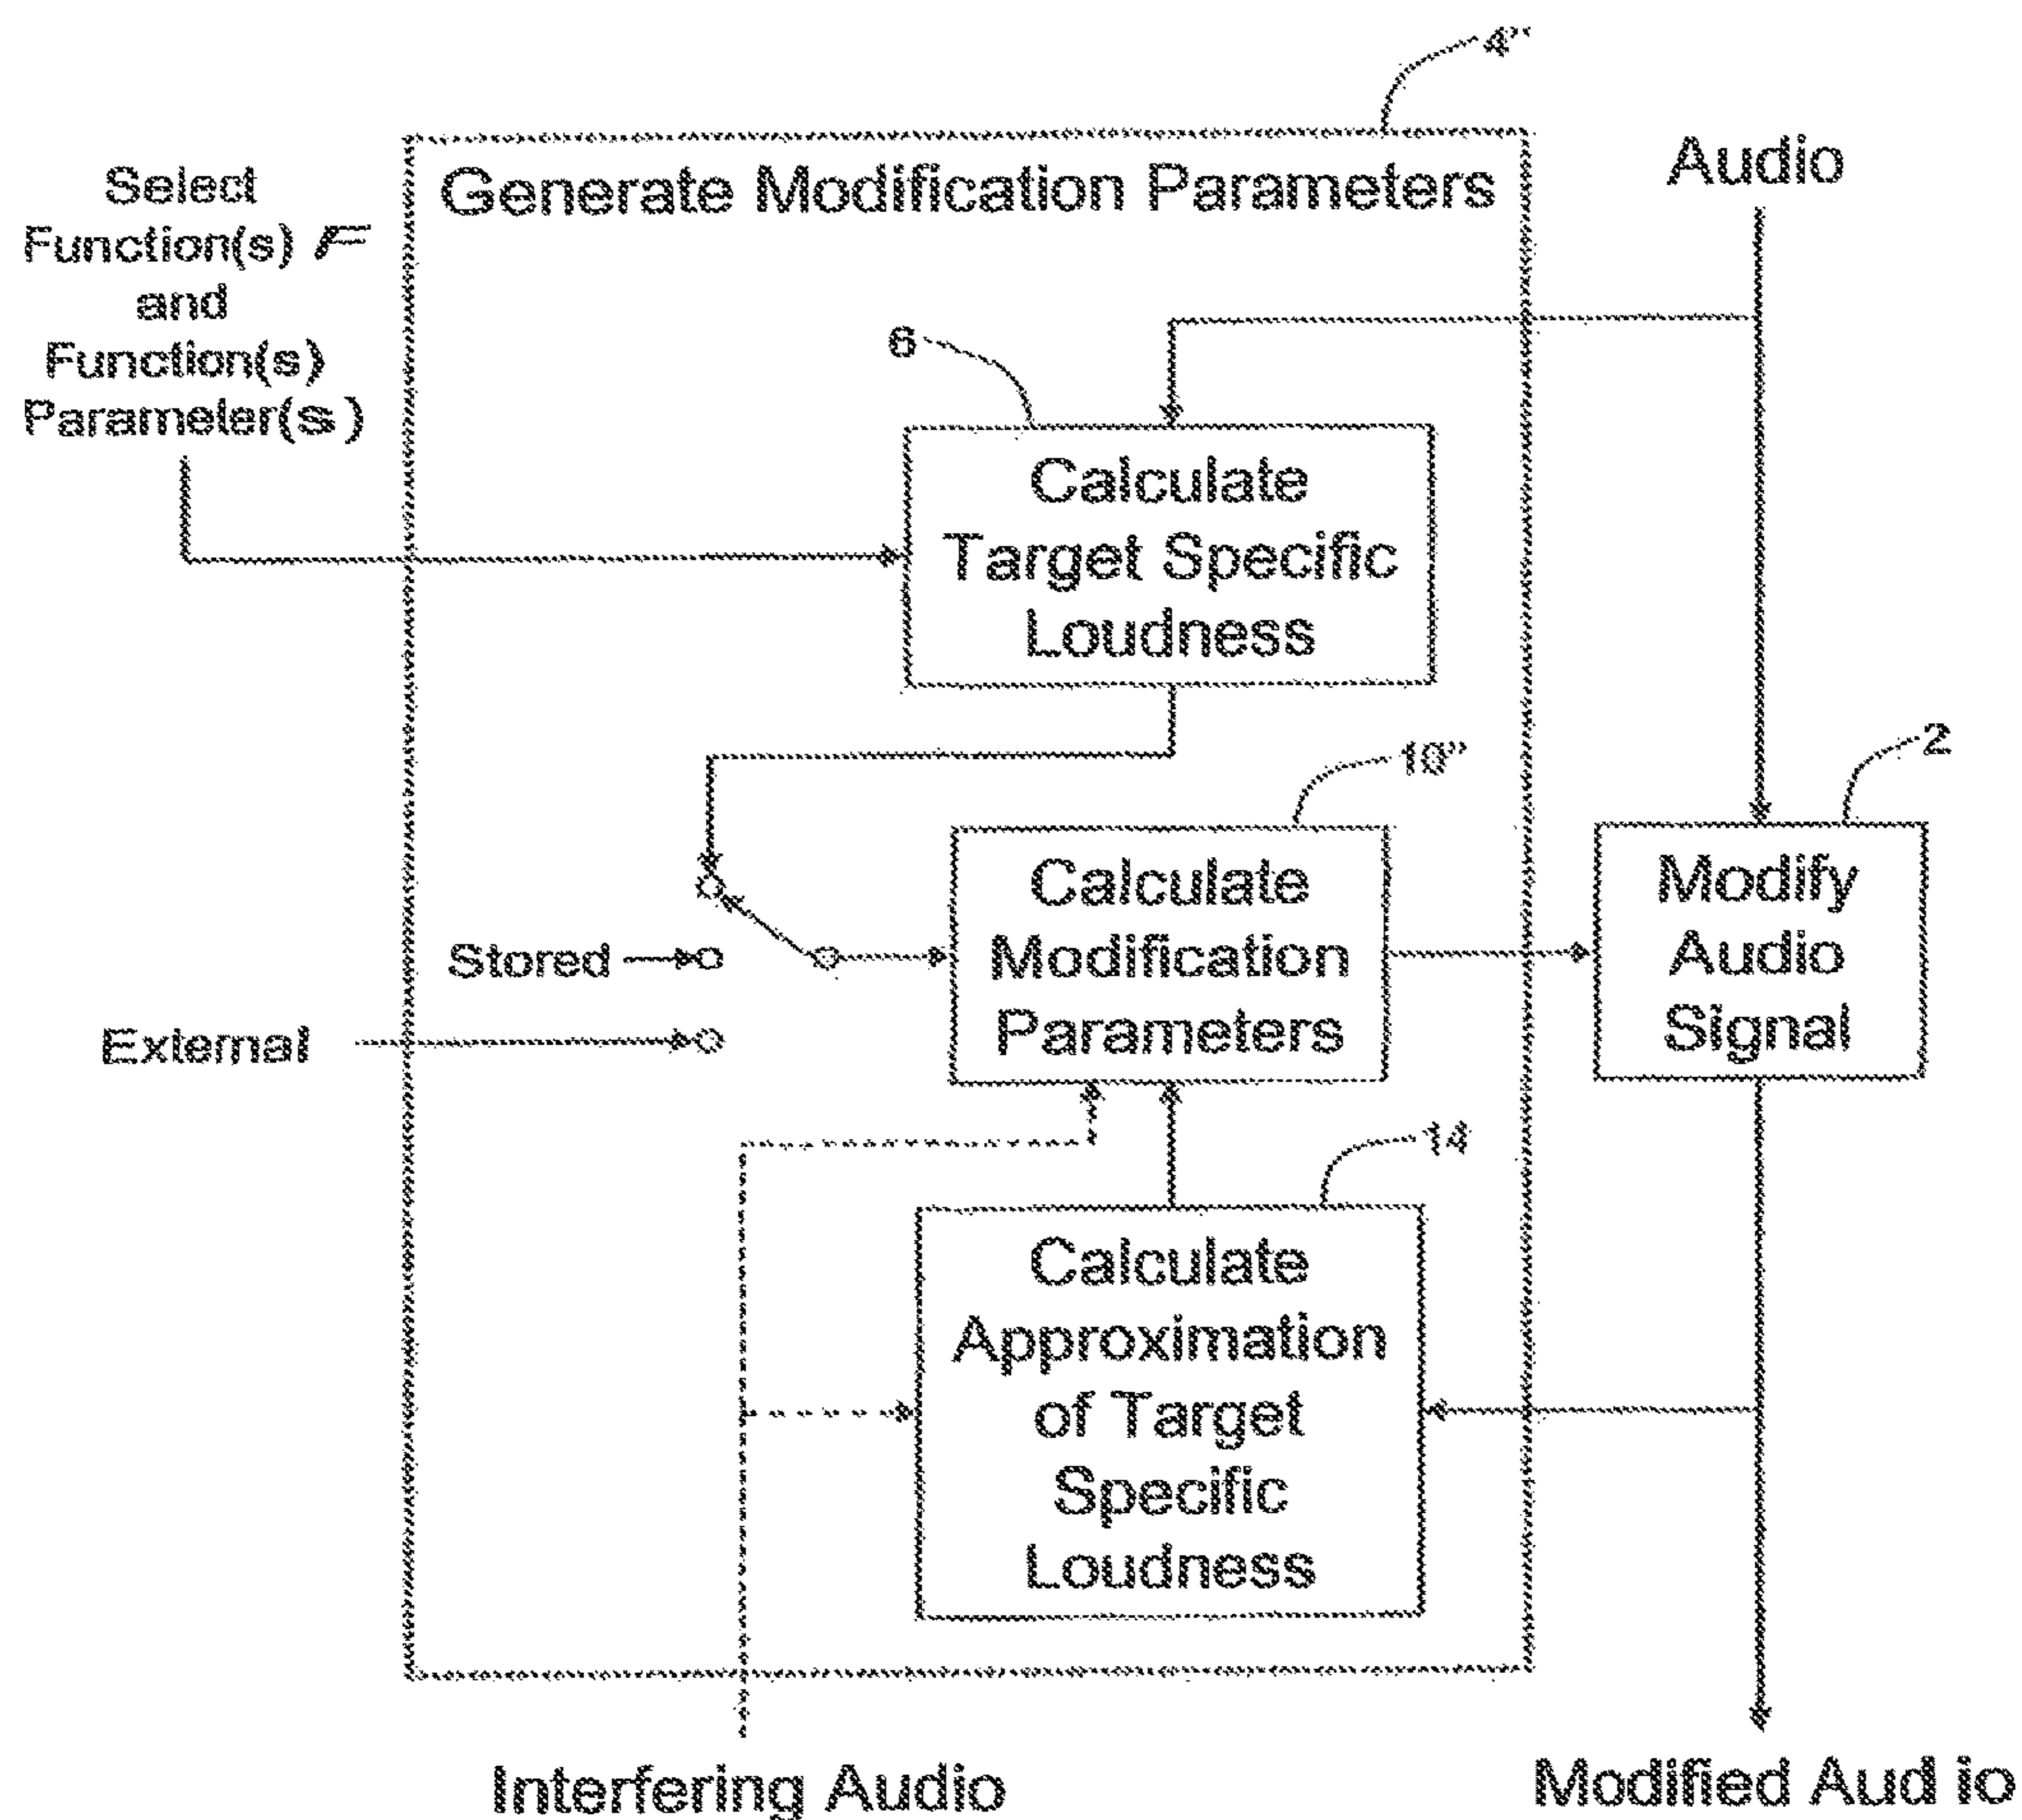 4"
Select
Function(s) F
and
Function(s)
Parameter(s)
Generate Modification Parameters
Audio
6
Calculate
Target Specific
Loudness
10"
2
Calculate
Modification
Parameters
Modify
Audio
Signal
Stored
External
14
Calculate
Approximation
of Target
Specific
Loudness
Interfering Audio
Modified Aud io